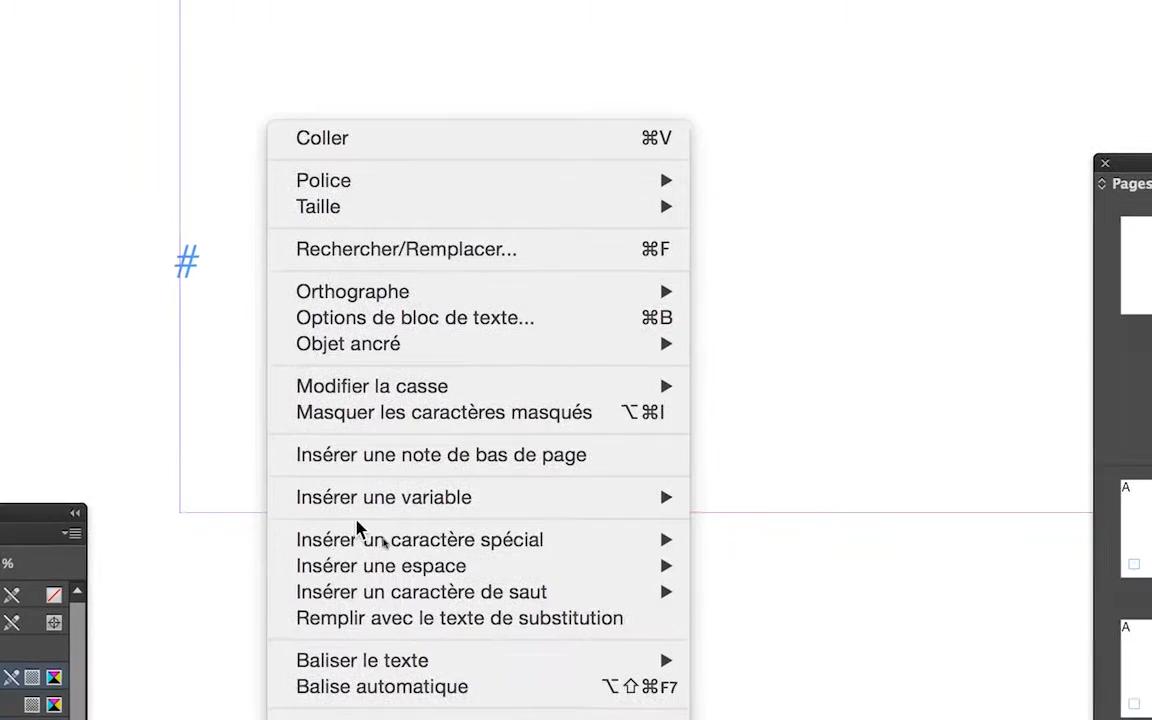 Coller ⌘V
Police
Taille
Rechercher/Remplacer... ⌘F
#
Orthographe
Options de bloc de texte... ⌘B
Objet ancré
Modifier la casse
Masquer les caractères masqués ⌥⌘I
Insérer une note de bas de page
Insérer une variable
Insérer un caractère spécial
Insérer une espace
Insérer un caractère de saut
Remplir avec le texte de substitution
Baliser le texte
Balise automatique ⌥⇧⌘F7
%
Pages
A
A